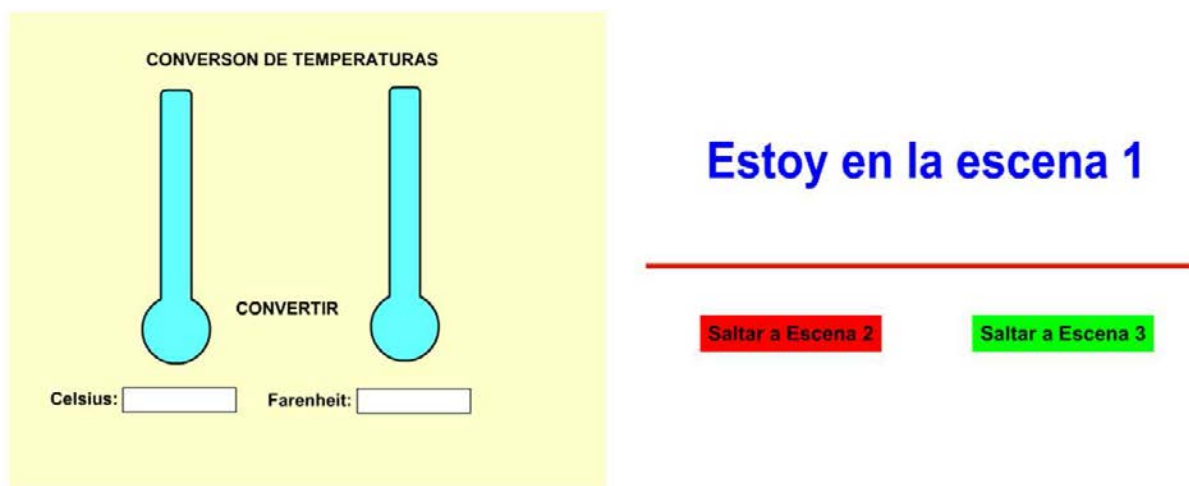 CONVERSON DE TEMPERATURAS
CONVERTIR
Celsius:
Farenheit:
Estoy en la escena 1
Saltar a Escena 2
Saltar a Escena 3